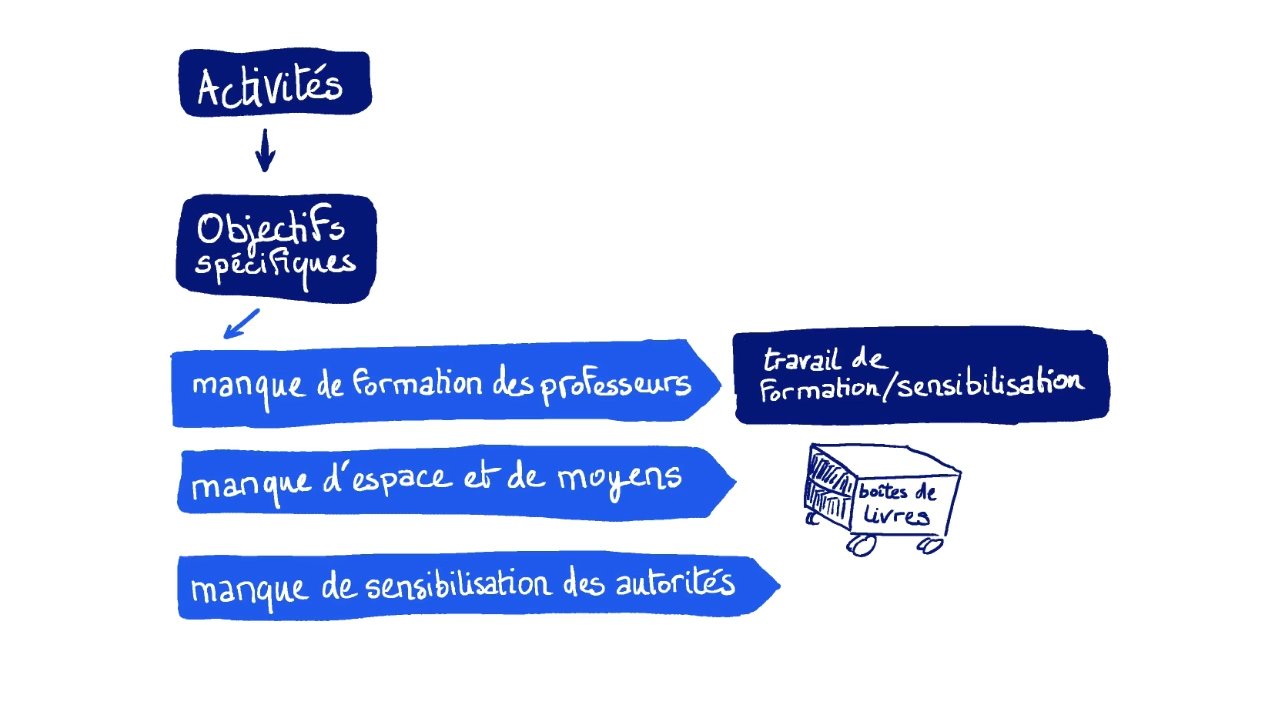 Activités
Objectifs
spécifiques
manque de formation des professeurs
travail de
formation/sensibilisation
manque d'espace et de moyens
boîtes de
livres
manque de sensibilisation des autorités